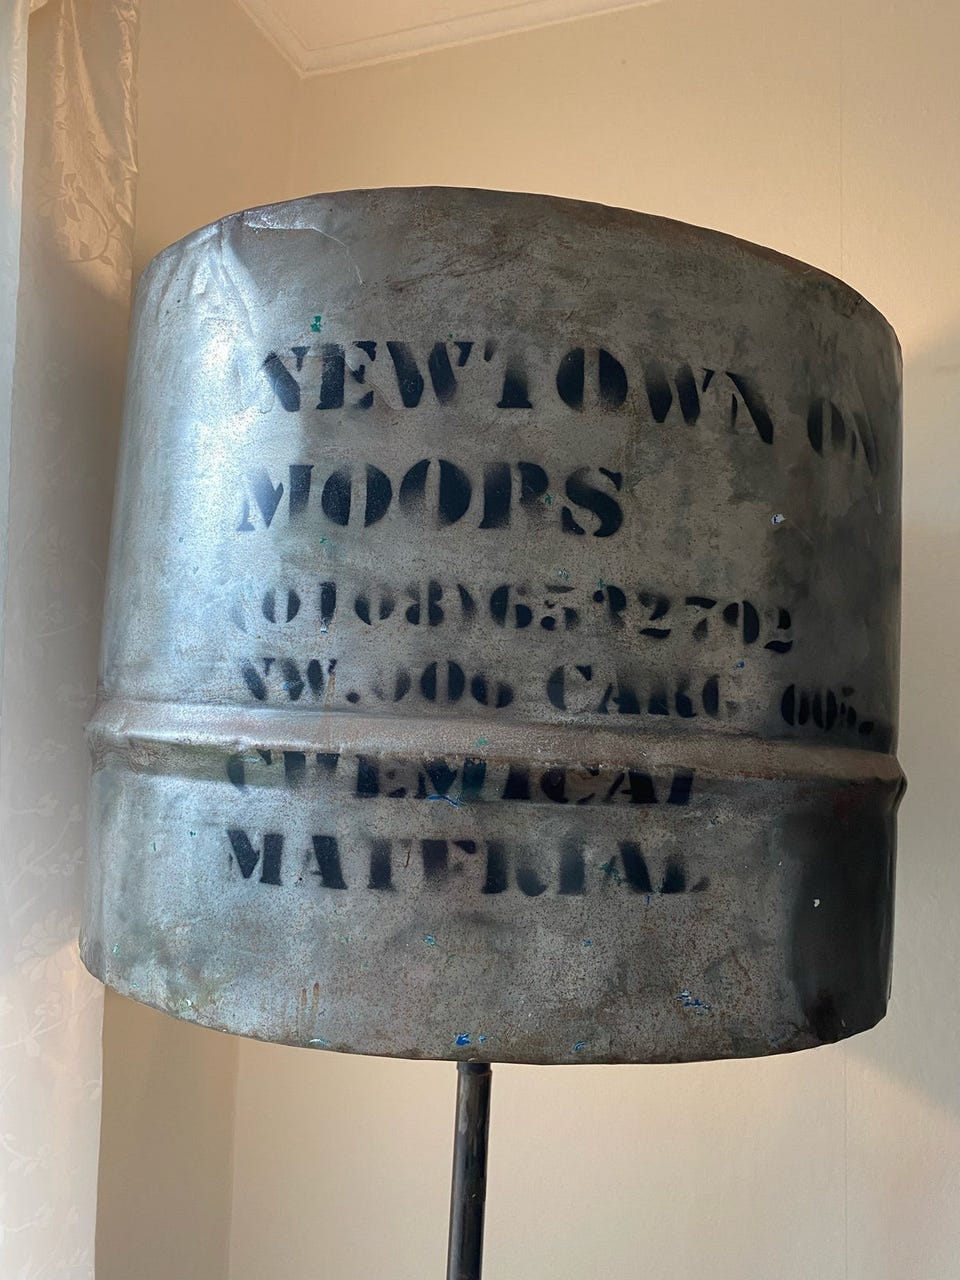 NEWTOWN ON
MOORS
(0108)6532792
NW.006 CARG 005.
CHEMICAL
MATERIAL